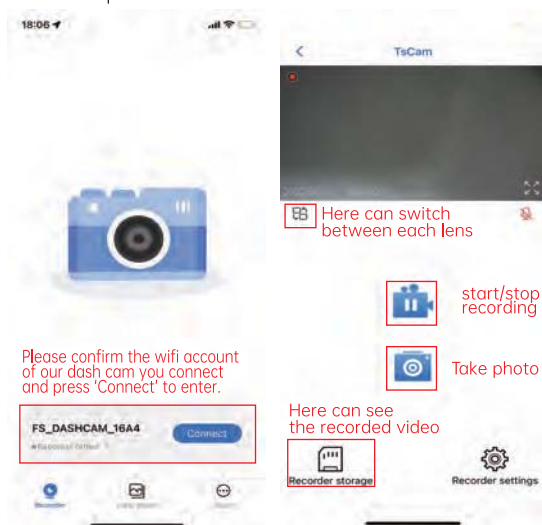 18:06
Please confirm the wifi account
of our dash cam you connect
and press 'Connect' to enter.
FS_DASHCAM_16A4
Connect
Recorder
TsCam
Here can switch
between each lens
start/stop
recording
Take photo
Here can see
the recorded video
Recorder storage
Recorder settings